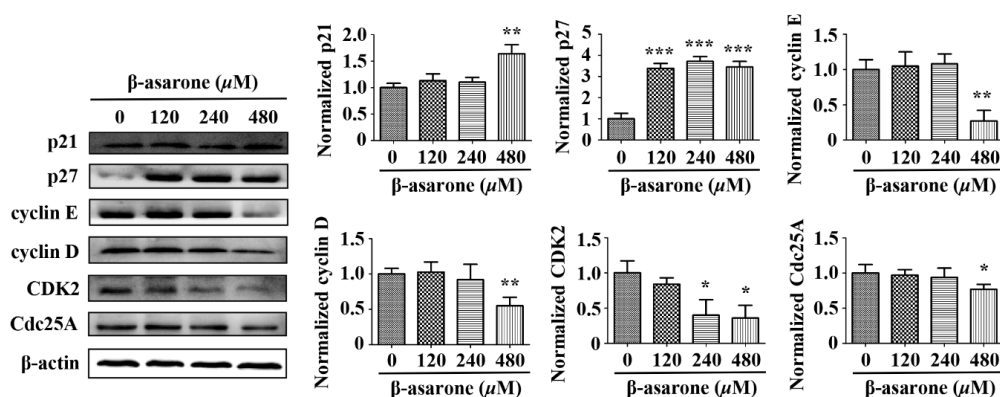 β-asarone (µM)
0 120 240 480
p21
p27
cyclin E
cyclin D
CDK2
Cdc25A
β-actin
Normalized p21
2.0
1.5
1.0
0.5
**
0 120 240 480
β-asarone (µM)
Normalized p27
5
4
3
2
1
0
*** *** ***
0 120 240 480
β-asarone (µM)
Normalized cyclin E
1.5
1.0
0.5
0
**
0 120 240 480
β-asarone (µM)
Normalized cyclin D
1.5
1.0
0.5
0
**
0 120 240 480
β-asarone (µM)
Normalized CDK2
1.5
1.0
0.5
0
* *
0 120 240 480
β-asarone (µM)
Normalized Cdc25A
1.5
1.0
0.5
0
*
0 120 240 480
β-asarone (µM)